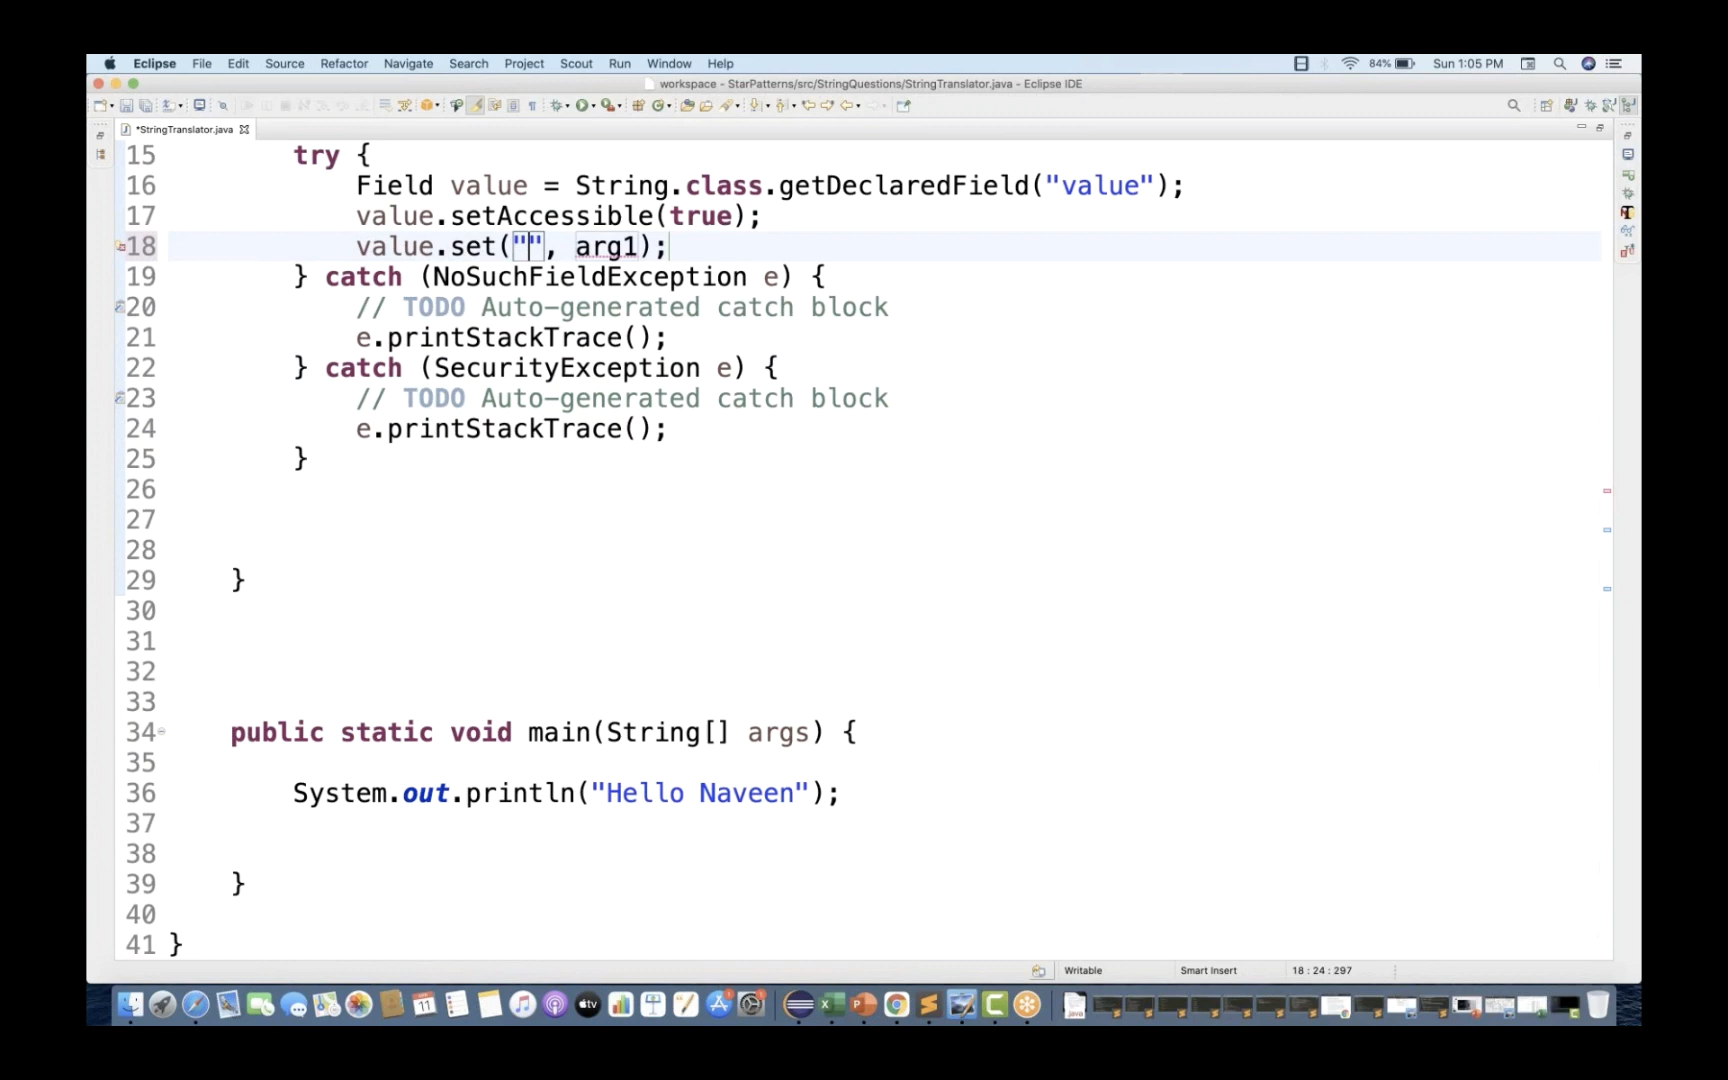 Eclipse File Edit Source Refactor Navigate Search Project Scout Run Window Help 84% Sun 1:05 PM
workspace - StarPatterns/src/StringQuestions/StringTranslator.java - Eclipse IDE
*StringTranslator.java
15 try {
16 Field value = String.class.getDeclaredField("value");
17 value.setAccessible(true);
18 value.set("", arg1);
19 } catch (NoSuchFieldException e) {
20 // TODO Auto-generated catch block
21 e.printStackTrace();
22 } catch (SecurityException e) {
23 // TODO Auto-generated catch block
24 e.printStackTrace();
25 }
26
27
28
29 }
30
31
32
33
34 public static void main(String[] args) {
35
36 System.out.println("Hello Naveen");
37
38
39 }
40
41 }
Writable Smart Insert 18 : 24 : 297